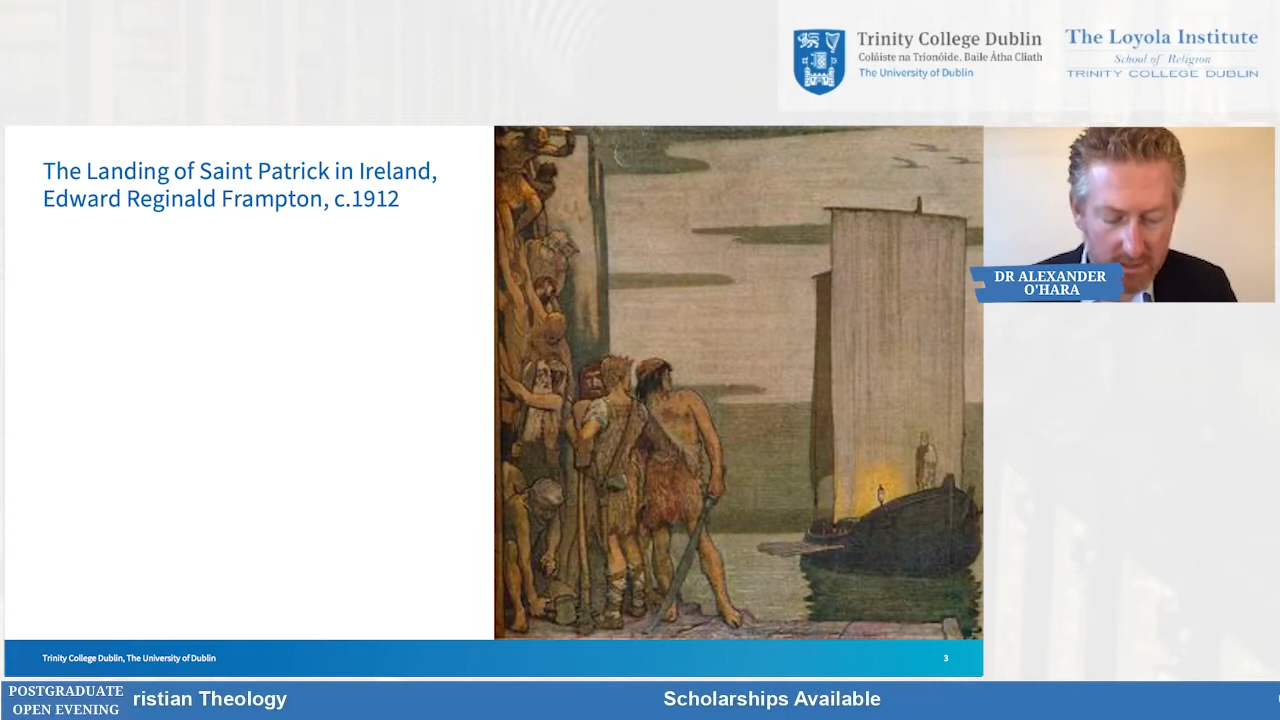 Trinity College Dublin
Coláiste na Tríonóide, Baile Átha Cliath
The University of Dublin
The Loyola Institute
School of Religion
TRINITY COLLEGE DUBLIN
The Landing of Saint Patrick in Ireland,
Edward Reginald Frampton, c.1912
DR ALEXANDER
O'HARA
Trinity College Dublin, The University of Dublin
3
POSTGRADUATE
OPEN EVENING
ristian Theology
Scholarships Available